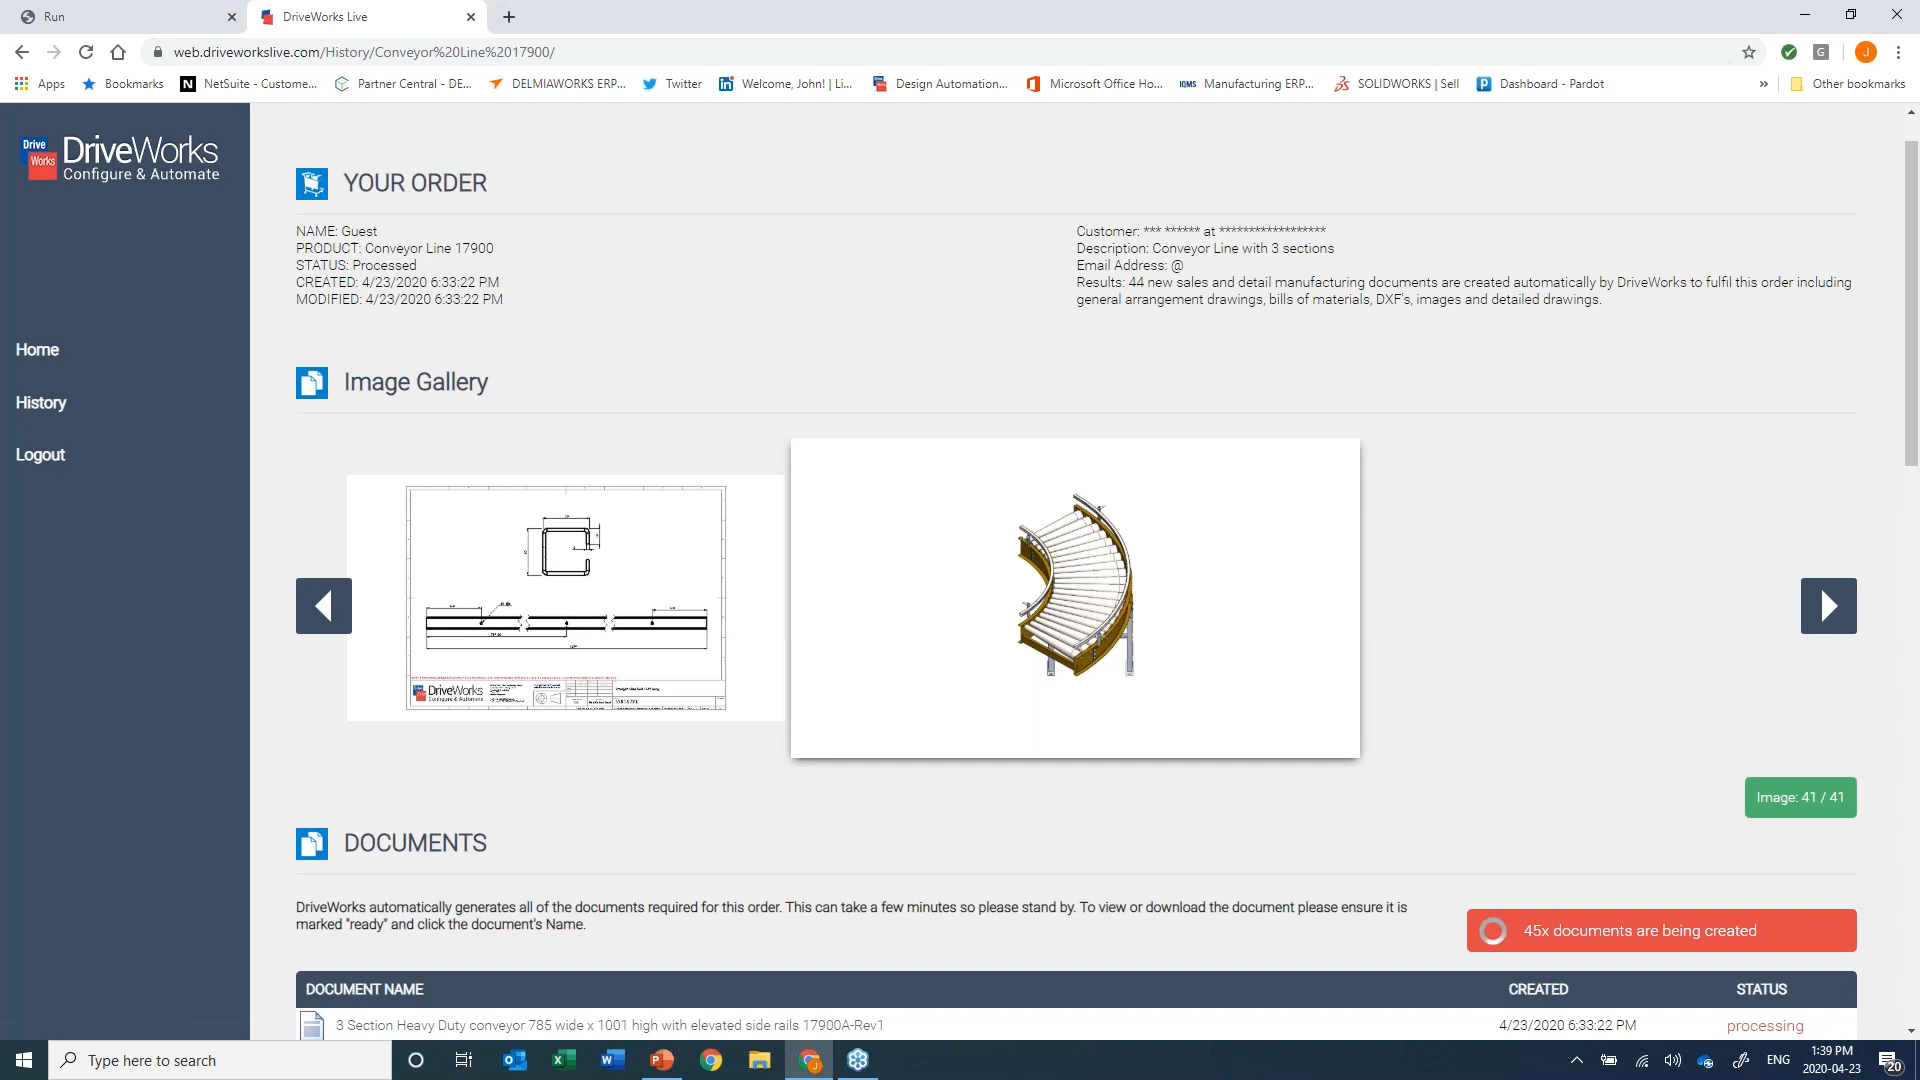 Run
DriveWorks Live
web.driveworkslive.com/History/Conveyor%20Line%2017900/
J
Apps
Bookmarks
NetSuite - Custome...
Partner Central - DE...
DELMIAWORKS ERP...
Twitter
Welcome, John! | Li...
Design Automation...
Microsoft Office Ho...
IQMS Manufacturing ERP...
SOLIDWORKS | Sell
Dashboard - Pardot
»
Other bookmarks
Drive Works
DriveWorks
Configure & Automate
Home
History
Logout
YOUR ORDER
NAME: Guest
PRODUCT: Conveyor Line 17900
STATUS: Processed
CREATED: 4/23/2020 6:33:22 PM
MODIFIED: 4/23/2020 6:33:22 PM
Customer: *** ****** at ******************
Description: Conveyor Line with 3 sections
Email Address: @
Results: 44 new sales and detail manufacturing documents are created automatically by DriveWorks to fulfil this order including
general arrangement drawings, bills of materials, DXF's, images and detailed drawings.
Image Gallery
DriveWorks
Configure & Automate
Image: 41 / 41
DOCUMENTS
DriveWorks automatically generates all of the documents required for this order. This can take a few minutes so please stand by. To view or download the document please ensure it is
marked "ready" and click the document's Name.
45x documents are being created
DOCUMENT NAME
CREATED
STATUS
3 Section Heavy Duty conveyor 785 wide x 1001 high with elevated side rails 17900A-Rev1
4/23/2020 6:33:22 PM
processing
Type here to search
ENG
1:39 PM
2020-04-23
20